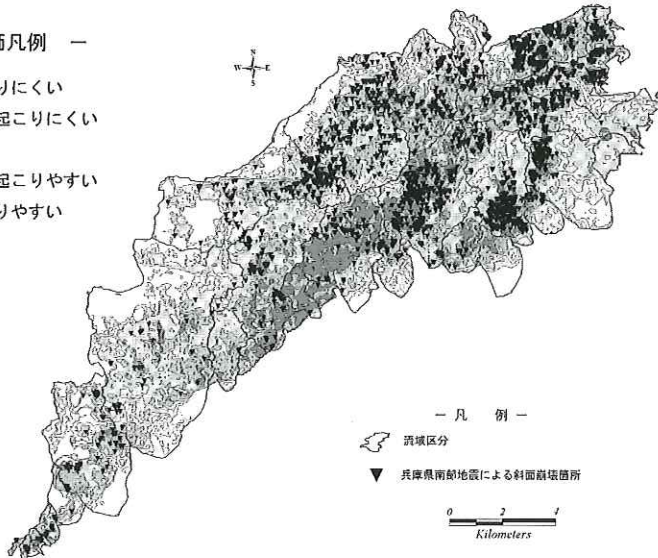 価凡例 ー
りにくい
起こりにくい
起こりやすい
りやすい
N
W E
S
ー 凡 例 ー
流域区分
兵庫県南部地震による斜面崩壊箇所
0 2 4
Kilometers